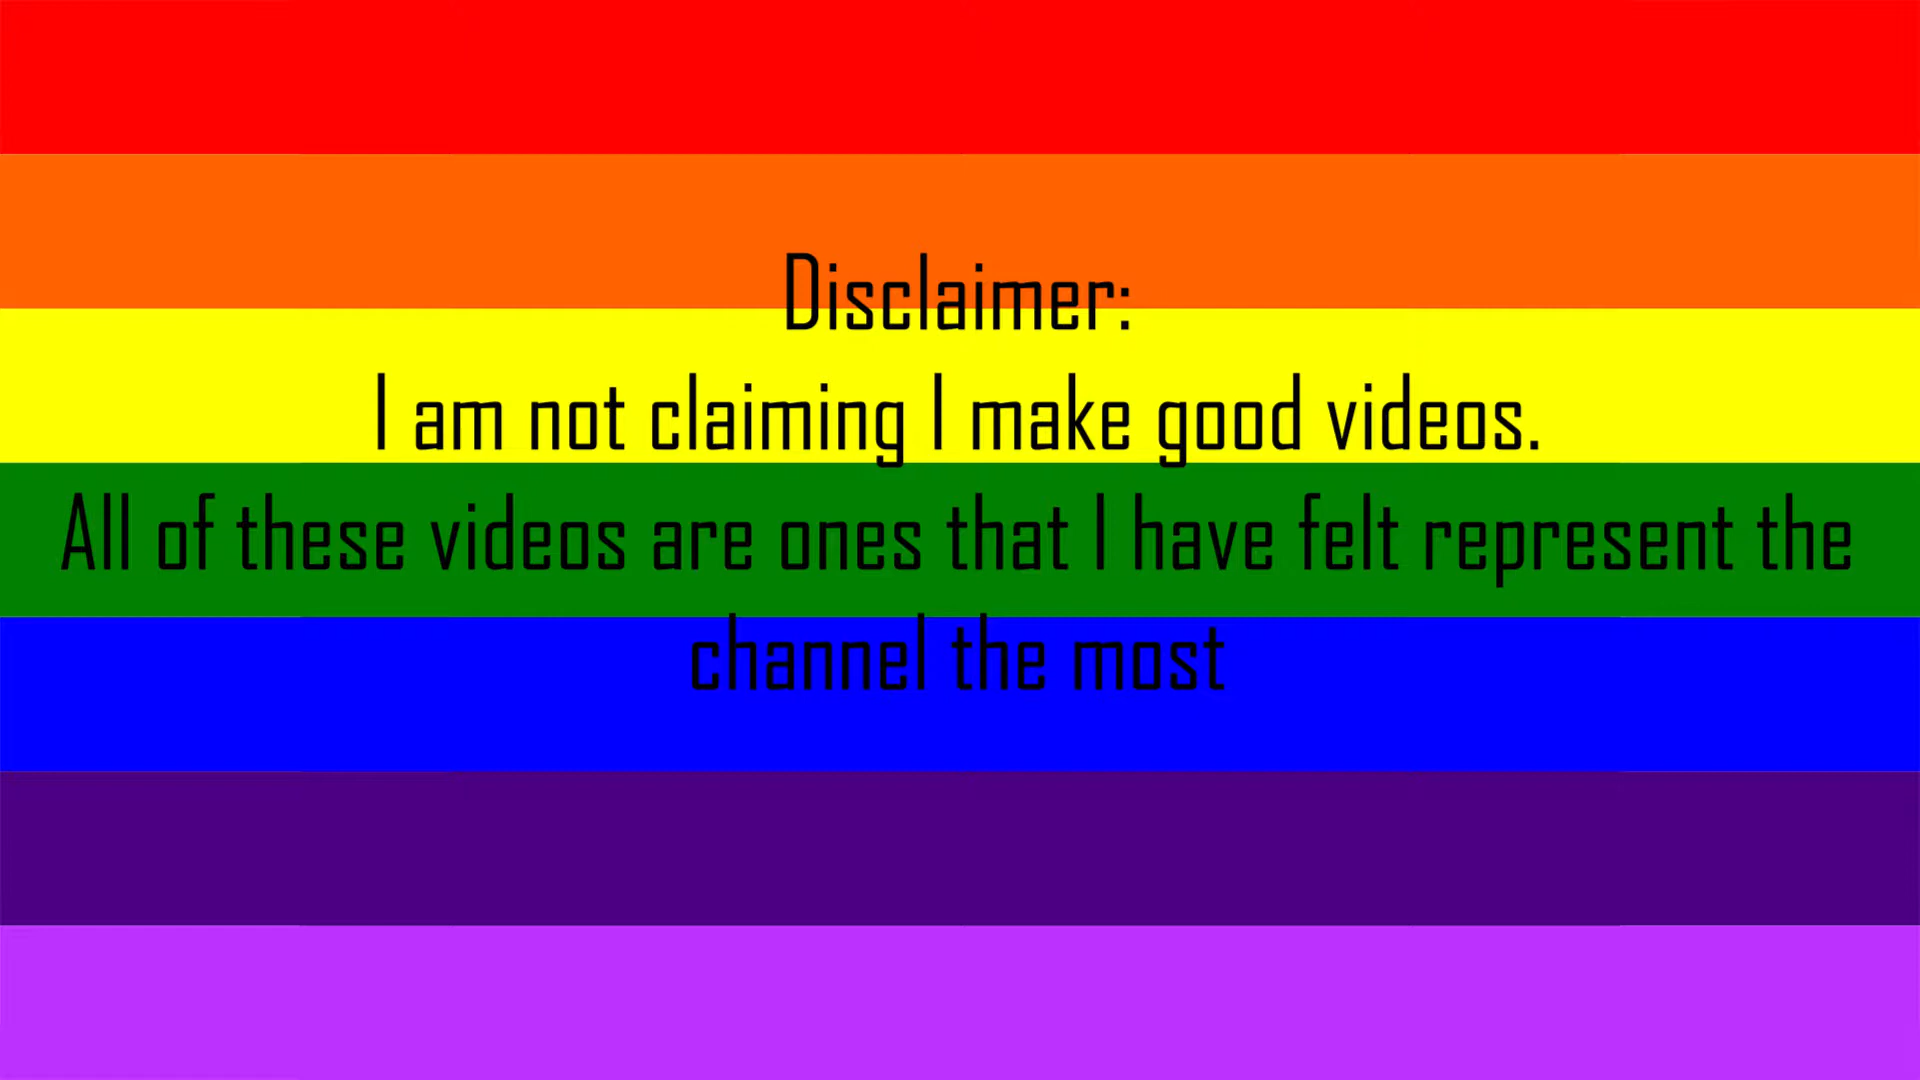 Disclaimer:
I am not claiming I make good videos.
All of these videos are ones that I have felt represent the
channel the most